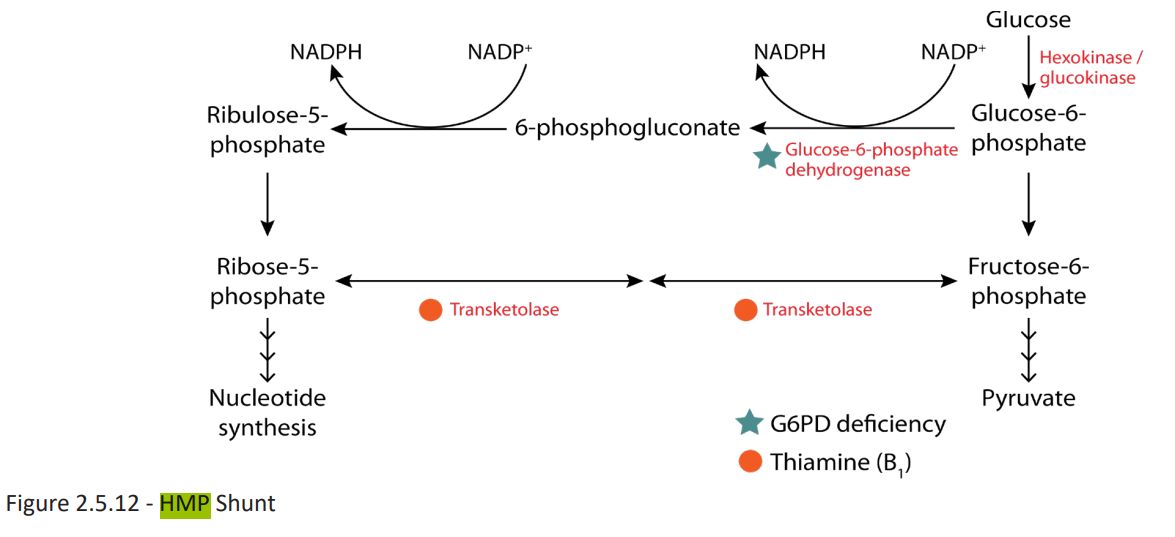 Glucose
NADPH
NADP+
NADPH
NADP+
Hexokinase /
glucokinase
Ribulose-5-
phosphate
6-phosphogluconate
Glucose-6-
phosphate
Glucose-6-phosphate
dehydrogenase
Ribose-5-
phosphate
Fructose-6-
phosphate
Transketolase
Transketolase
Nucleotide
synthesis
Pyruvate
G6PD deficiency
Thiamine (B1)
Figure 2.5.12 - HMP Shunt